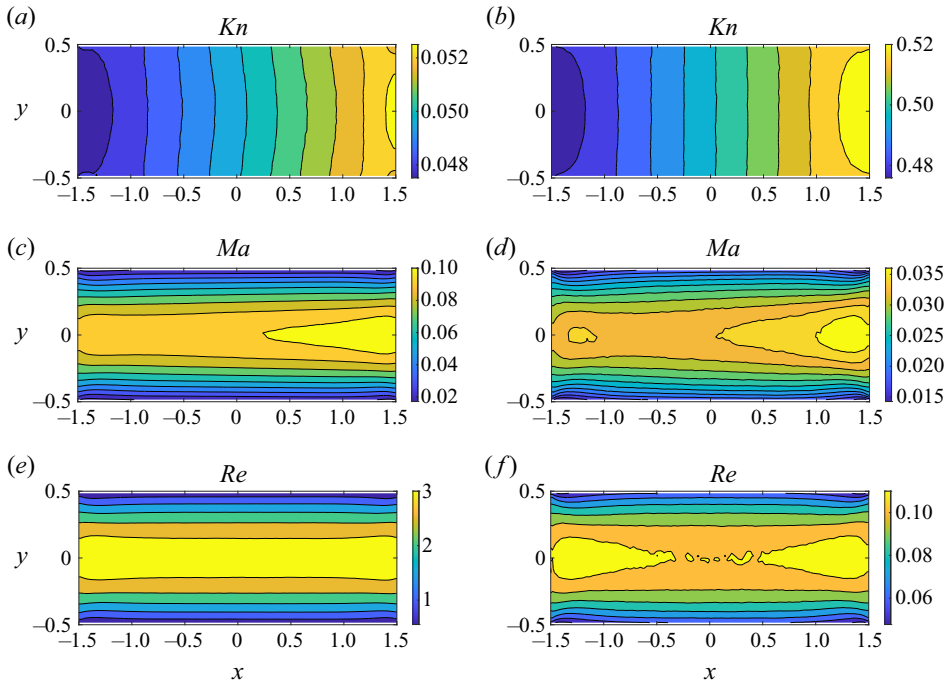 (a) Kn (b) Kn
0.5 0.052 0.5 0.52
y 0 0.050 y 0 0.50
0.048 0.48
−0.5 −0.5
−1.5 −1.0 −0.5 0 0.5 1.0 1.5 −1.5 −1.0 −0.5 0 0.5 1.0 1.5
(c) Ma (d) Ma
0.5 0.10 0.5 0.035
0.08 0.030
y 0 0.06 y 0 0.025
0.04 0.020
0.02 0.015
−0.5 −0.5
−1.5 −1.0 −0.5 0 0.5 1.0 1.5 −1.5 −1.0 −0.5 0 0.5 1.0 1.5
(e) Re (f) Re
0.5 3 0.5
0.10
y 0 2 0 0.08
1 0.06
−0.5 −0.5
−1.5 −1.0 −0.5 0 0.5 1.0 1.5 −1.5 −1.0 −0.5 0 0.5 1.0 1.5
x x